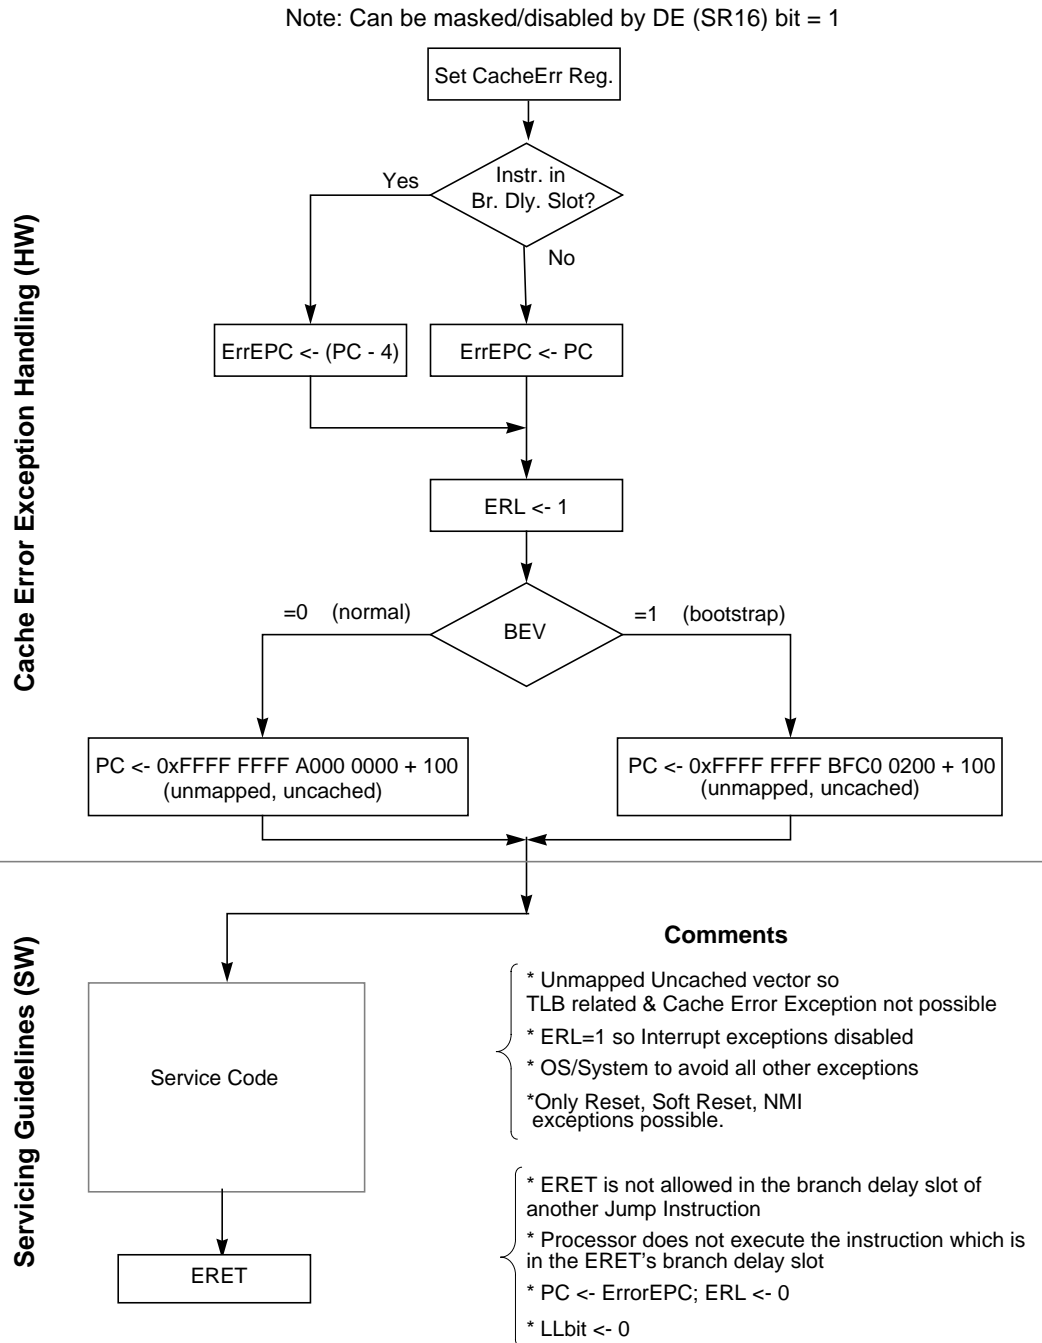 Note: Can be masked/disabled by DE (SR16) bit = 1
Set CacheErr Reg.
Instr. in
Br. Dly. Slot?
Yes
No
ErrEPC <- (PC - 4)
ErrEPC <- PC
ERL <- 1
=0 (normal)
BEV
=1 (bootstrap)
PC <- 0xFFFF FFFF A000 0000 + 100
(unmapped, uncached)
PC <- 0xFFFF FFFF BFC0 0200 + 100
(unmapped, uncached)
Cache Error Exception Handling (HW)
Servicing Guidelines (SW)
Service Code
ERET
Comments
* Unmapped Uncached vector so
TLB related & Cache Error Exception not possible
* ERL=1 so Interrupt exceptions disabled
* OS/System to avoid all other exceptions
*Only Reset, Soft Reset, NMI
exceptions possible.
* ERET is not allowed in the branch delay slot of
another Jump Instruction
* Processor does not execute the instruction which is
in the ERET's branch delay slot
* PC <- ErrorEPC; ERL <- 0
* LLbit <- 0